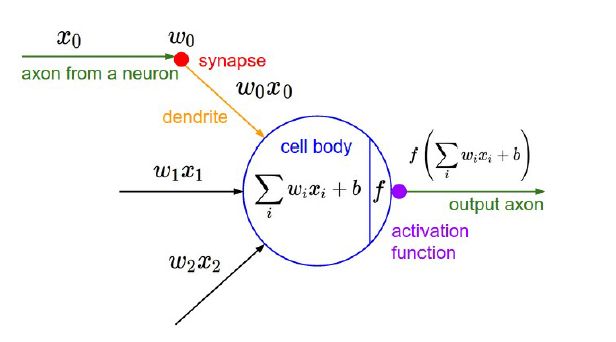 x₀
w₀
axon from a neuron
synapse
w₀x₀
dendrite
cell body
f(∑ᵢ wᵢxᵢ + b)
w₁x₁
∑ᵢ wᵢxᵢ + b
f
output axon
activation
function
w₂x₂